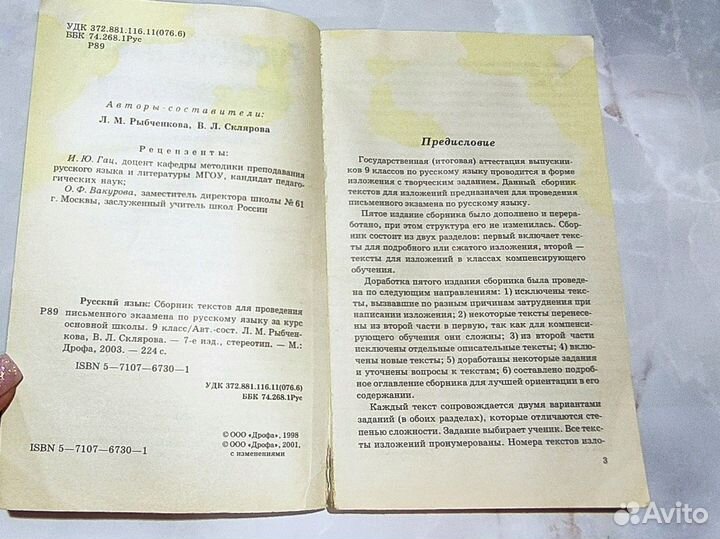 УДК 372.881.116.11(076.6)
ББК 74.268.1Рус
Р89
Авторы-составители:
Л. М. Рыбченкова, В. Л. Склярова
Рецензенты:
И. Ю. Гац, доцент кафедры методики преподавания
русского языка и литературы МГОУ, кандидат педаго-
гических наук;
О. Ф. Вакурова, заместитель директора школы № 61
г. Москвы, заслуженный учитель школ России
Русский язык: Сборник текстов для проведения
Р89 письменного экзамена по русскому языку за курс
основной школы. 9 класс/Авт.-сост. Л. М. Рыбчен-
кова, В. Л. Склярова. — 7-е изд., стереотип. — М.:
Дрофа, 2003. — 224 с.
ISBN 5—7107—6730—1
УДК 372.881.116.11(076.6)
ББК 74.268.1Рус
© ООО «Дрофа», 1998
© ООО «Дрофа», 2001,
с изменениями
ISBN 5—7107—6730—1
Предисловие
Государственная (итоговая) аттестация выпускни-
ков 9 классов по русскому языку проводится в форме
изложения с творческим заданием. Данный сборник
текстов для изложений предназначен для проведения
письменного экзамена по русскому языку.
Пятое издание сборника было дополнено и перера-
ботано, при этом структура его не изменилась. Сбор-
ник состоит из двух разделов: первый включает текс-
ты для подробного или сжатого изложения, второй —
тексты для изложений в классах компенсирующего
обучения.
Доработка пятого издания сборника была проведе-
на по следующим направлениям: 1) исключены текс-
ты, вызвавшие по разным причинам затруднения при
написании изложения; 2) некоторые тексты перенесе-
ны из второй части в первую, так как для компенси-
рующего обучения они сложны; 3) из второй части
исключены отдельные описательные тексты; 4) вклю-
чены новые тексты; 5) доработаны некоторые задания
и уточнены вопросы к текстам; 6) составлено подроб-
ное оглавление сборника для лучшей ориентации в его
содержании.
Каждый текст сопровождается двумя вариантами
заданий (в обоих разделах), которые отличаются сте-
пенью сложности. Задание выбирает ученик. Все текс-
ты изложений пронумерованы. Номера текстов изло-
3
Avito